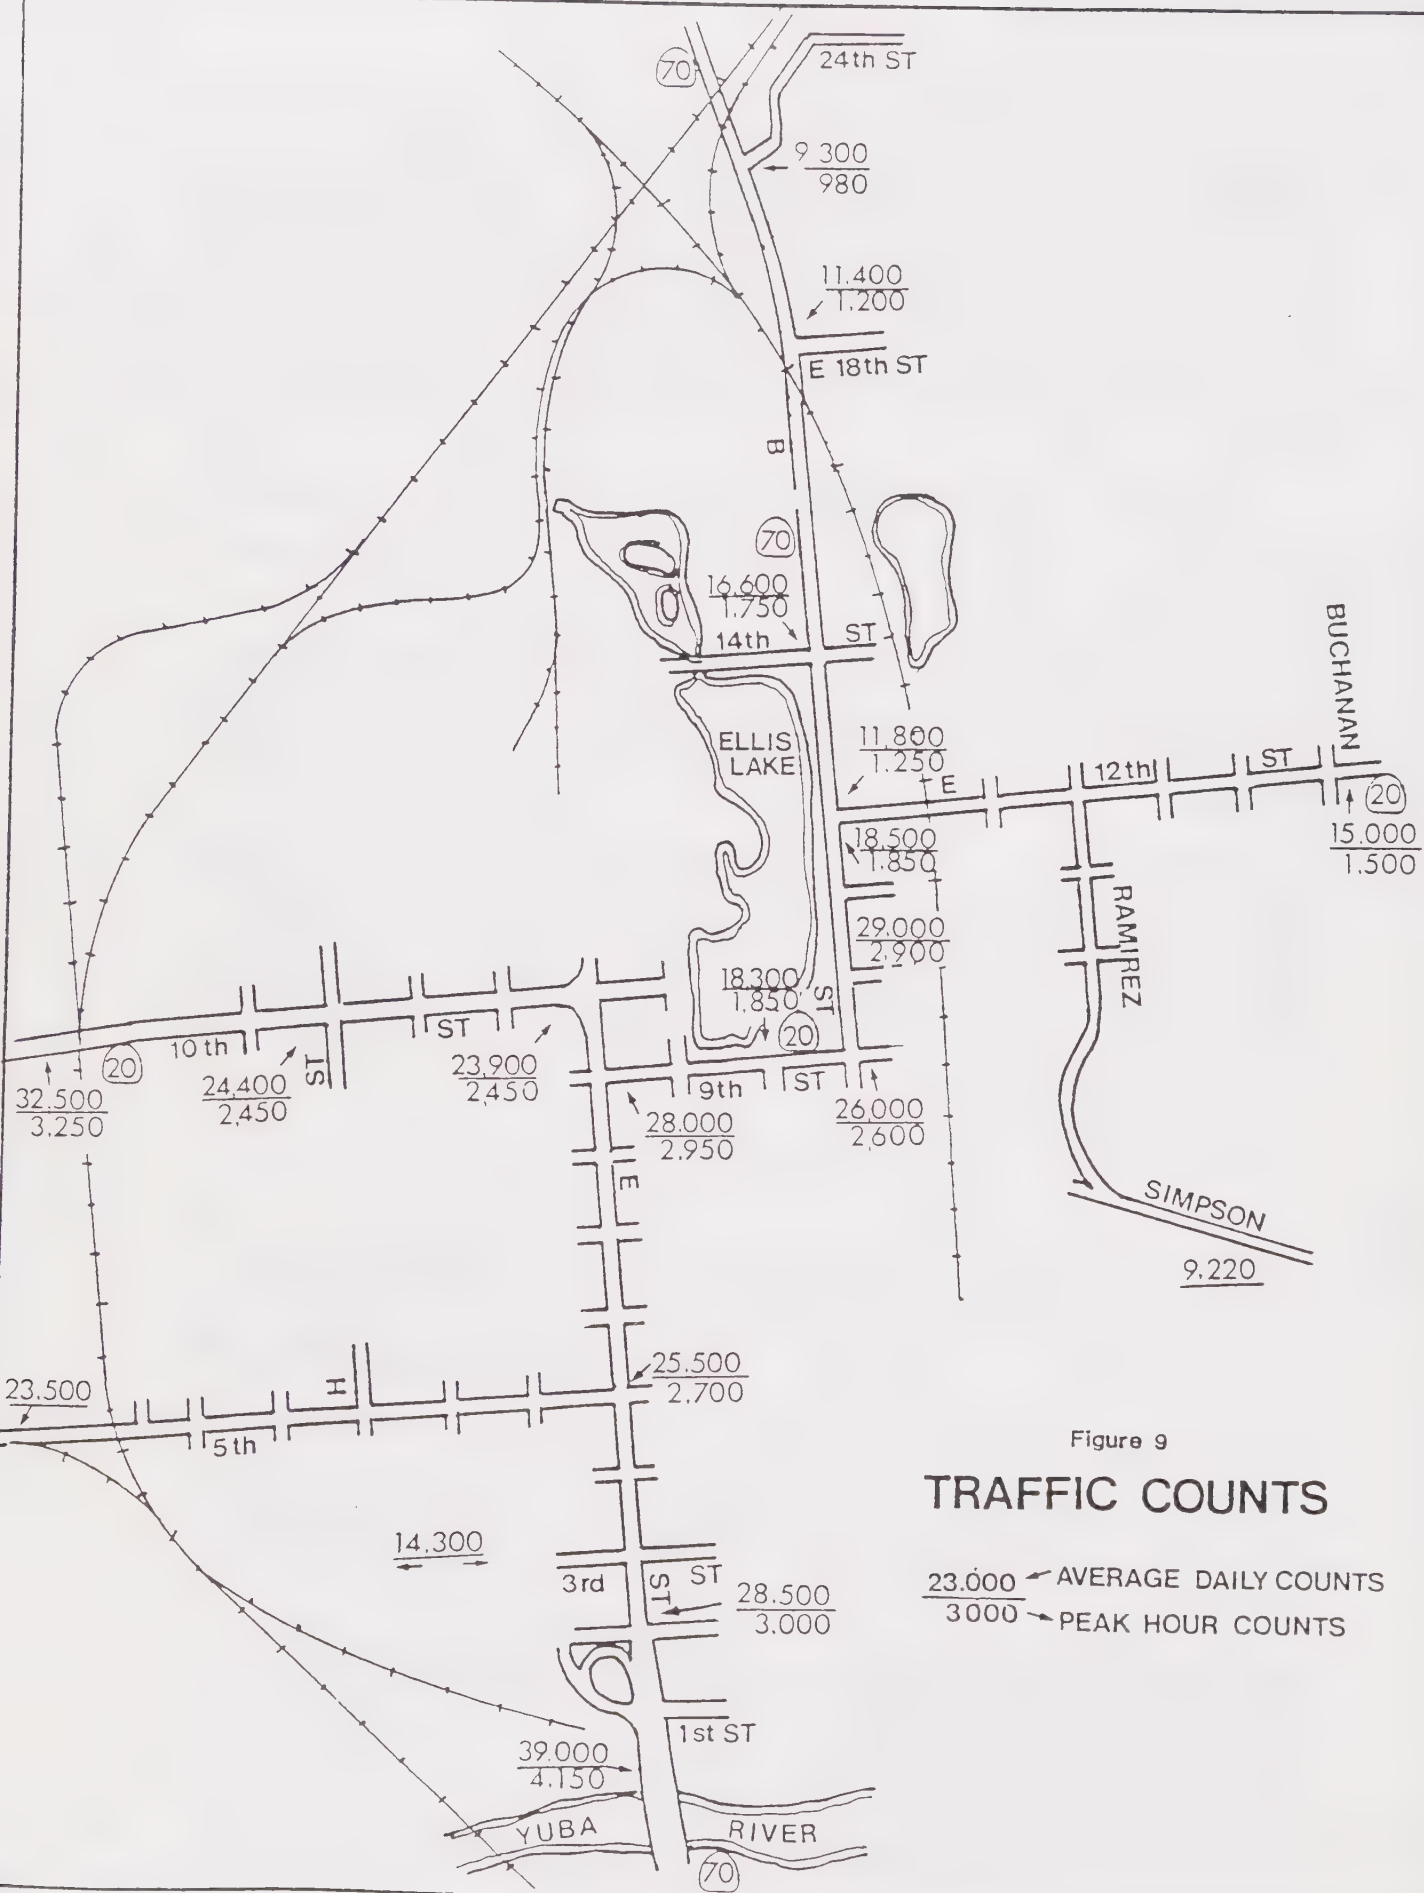 70
24th ST
9 300
980
11.400
1.200
E 18th ST
B
70
16.600
1.750
14th ST
BUCHANAN
ELLIS
LAKE
11.800
1.250
E 12th ST
20
15.000
1.500
18.500
1.850
RAMIREZ
29.000
2,900
18.300
1.850
ST
20
10 th ST
20
ST
32.500
3.250
24,400
2,450
23,900
2,450
9th ST
28.000
2.950
26,000
2,600
E
SIMPSON
9.220
23.500
H
5th
25.500
2,700
Figure 9
TRAFFIC COUNTS
23.000 AVERAGE DAILY COUNTS
3000 PEAK HOUR COUNTS
14.300
3rd ST
ST
28.500
3.000
1st ST
39.000
4.150
YUBA RIVER
70